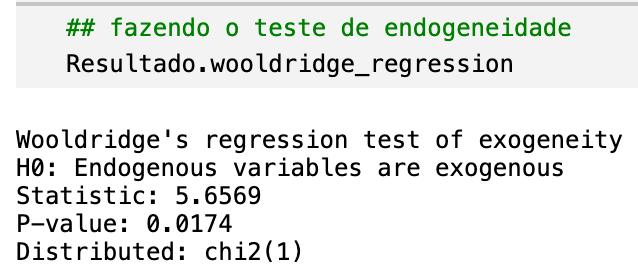 ## fazendo o teste de endogeneidade
Resultado.wooldridge_regression
Wooldridge's regression test of exogeneity
H0: Endogenous variables are exogenous
Statistic: 5.6569
P-value: 0.0174
Distributed: chi2(1)